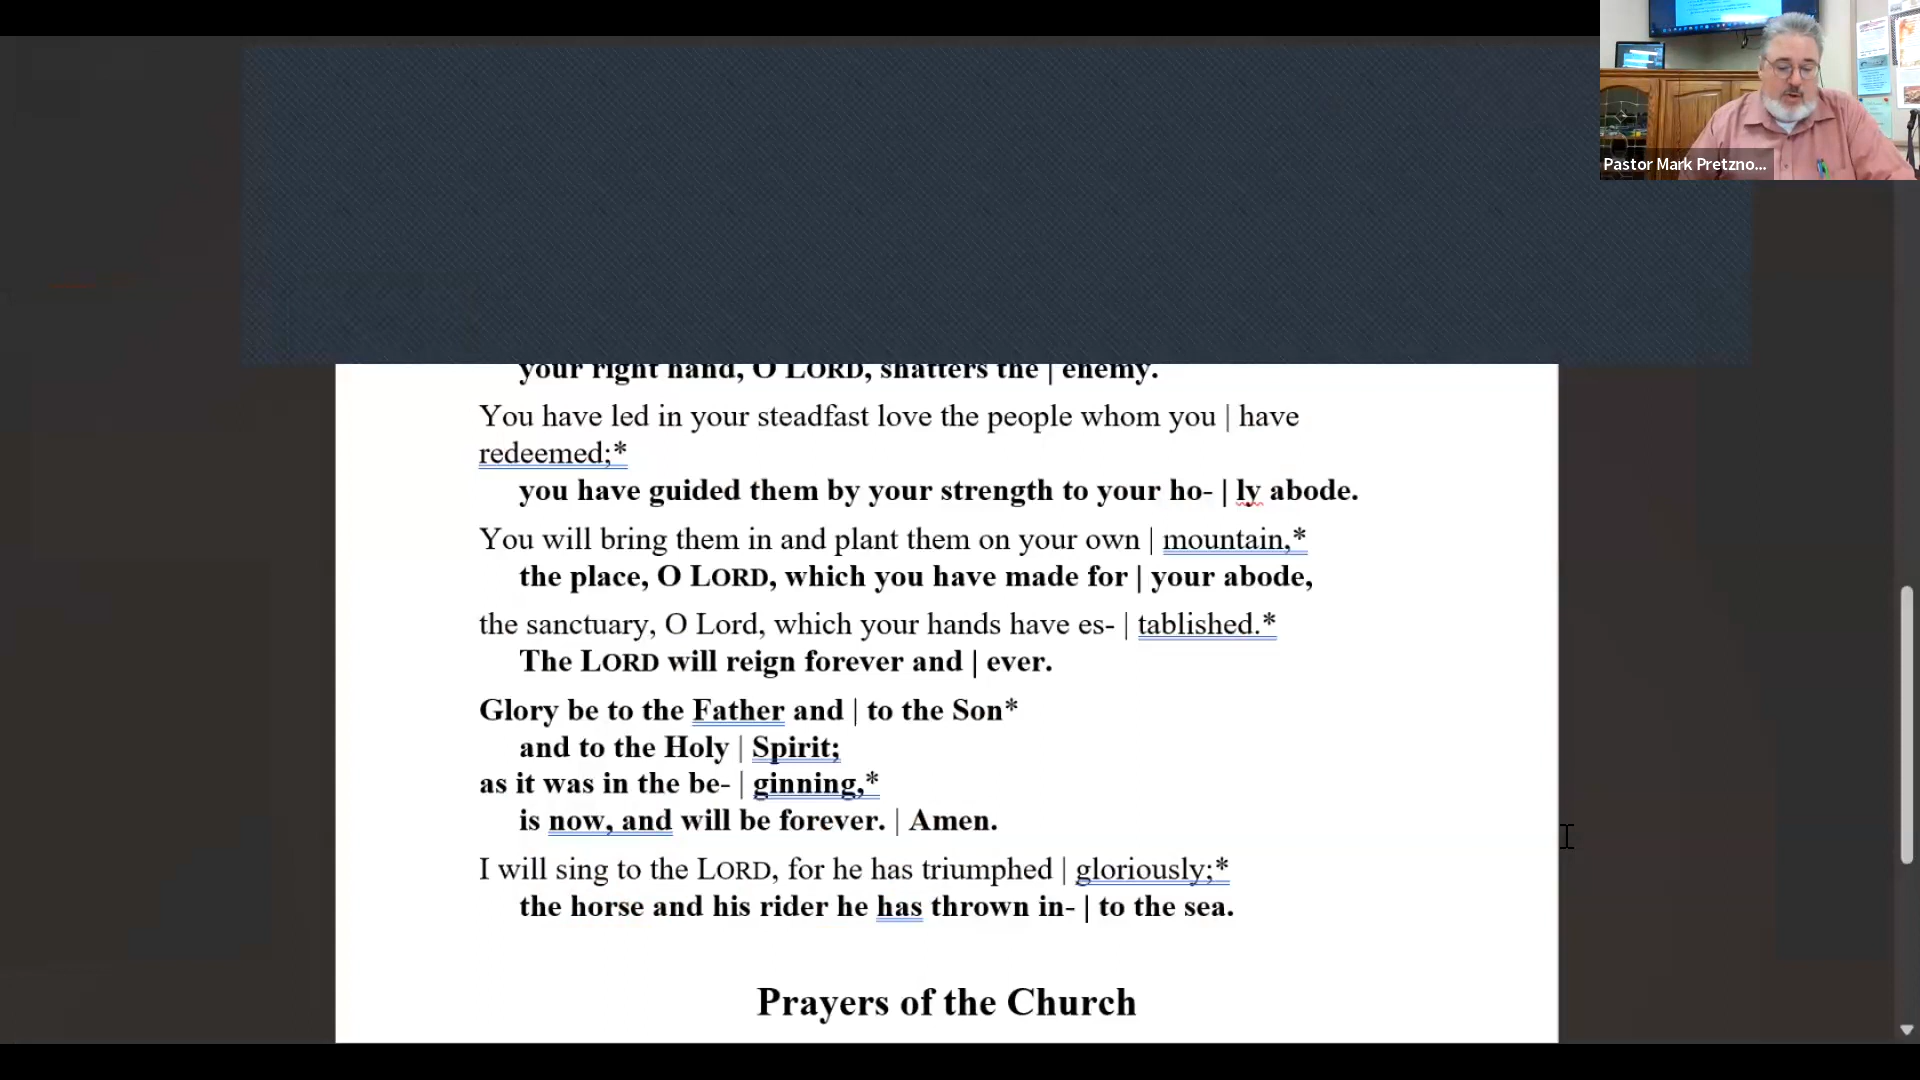 Pastor Mark Pretzno...
your right hand, O LORD, shatters the | enemy.
You have led in your steadfast love the people whom you | have
redeemed;*
you have guided them by your strength to your ho- | ly abode.
You will bring them in and plant them on your own | mountain,*
the place, O LORD, which you have made for | your abode,
the sanctuary, O Lord, which your hands have es- | tablished.*
The LORD will reign forever and | ever.
Glory be to the Father and | to the Son*
and to the Holy | Spirit;
as it was in the be- | ginning,*
is now, and will be forever. | Amen.
I will sing to the LORD, for he has triumphed | gloriously;*
the horse and his rider he has thrown in- | to the sea.
Prayers of the Church